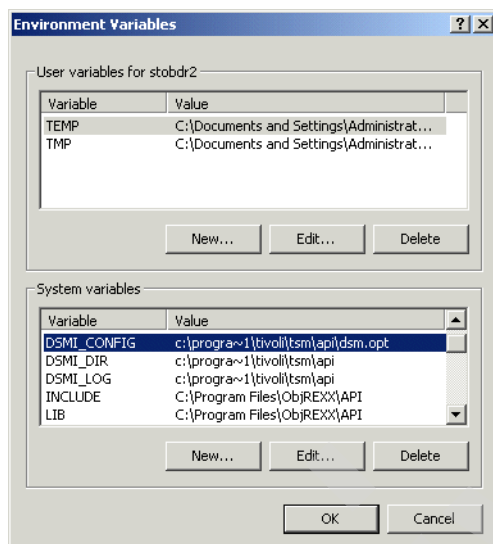 Environment Variables
User variables for stobdr2
Variable Value
TEMP C:\Documents and Settings\Administrat...
TMP C:\Documents and Settings\Administrat...
New... Edit... Delete
System variables
Variable Value
DSMI_CONFIG c:\progra~1\tivoli\tsm\api\dsm.opt
DSMI_DIR c:\progra~1\tivoli\tsm\api
DSMI_LOG c:\progra~1\tivoli\tsm\api
INCLUDE C:\Program Files\ObjREXX\API
LIB C:\Program Files\ObjREXX\API
New... Edit... Delete
OK Cancel